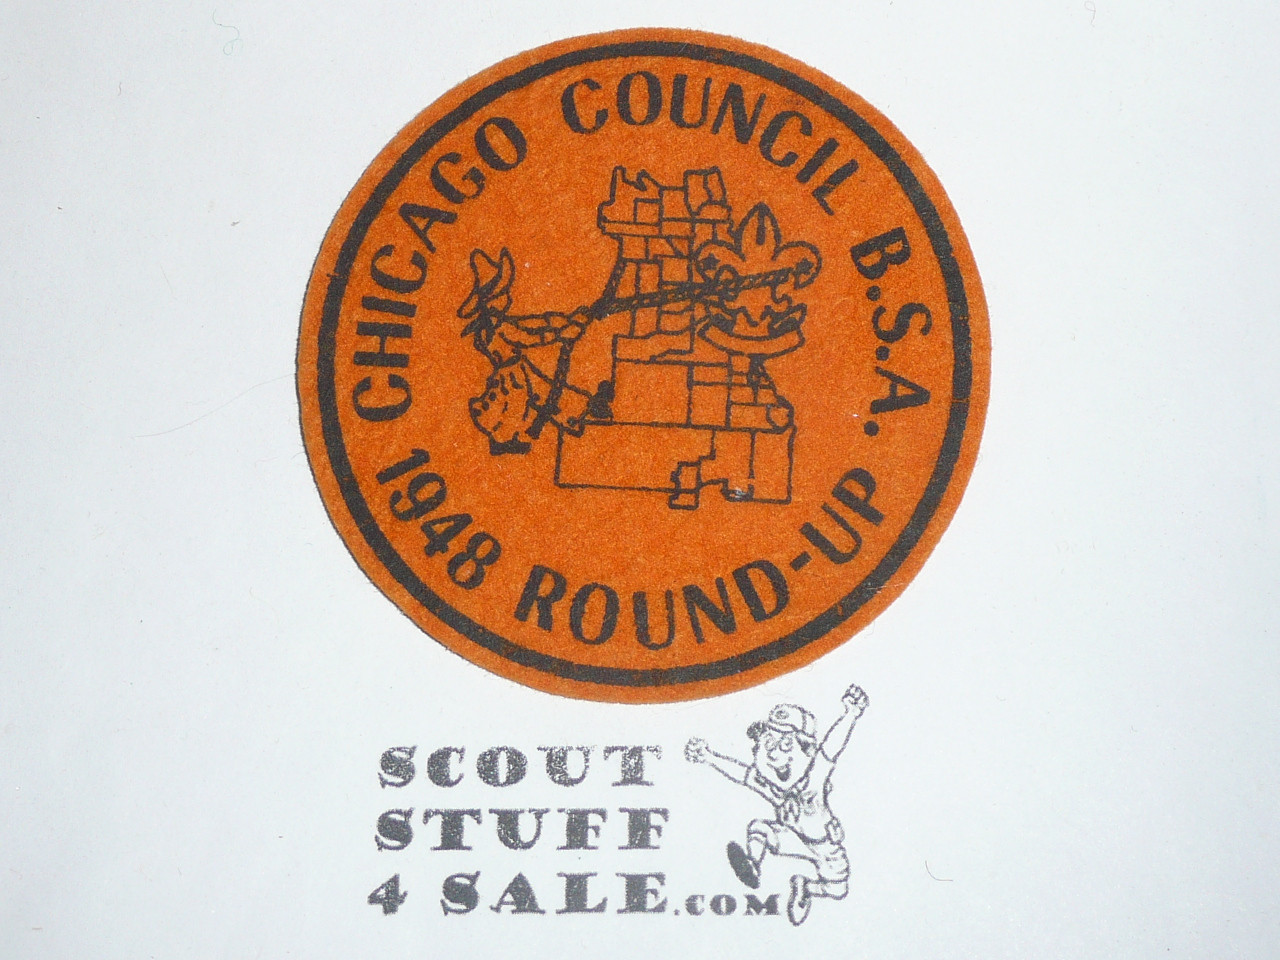 CHICAGO COUNCIL B.S.A.
1948 ROUND-UP
SCOUT
STUFF
4 SALE.COM